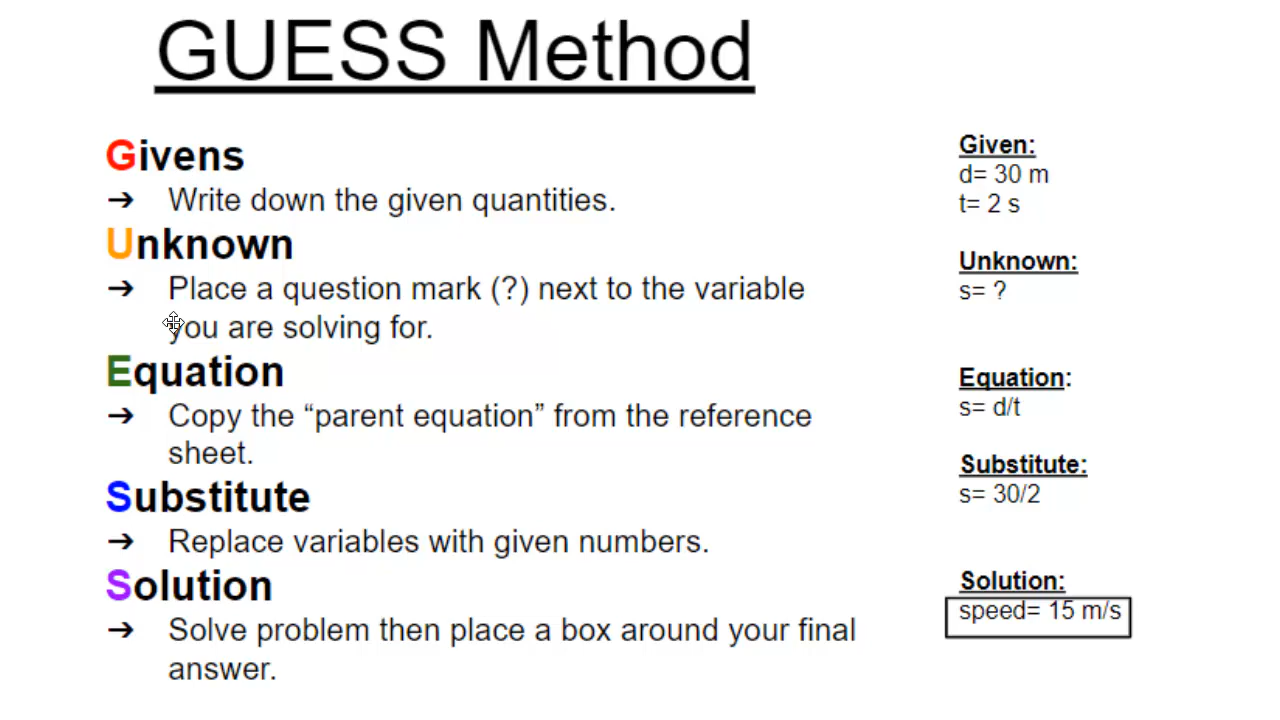 GUESS Method
Givens
➔ Write down the given quantities.
Unknown
➔ Place a question mark (?) next to the variable
you are solving for.
Equation
➔ Copy the “parent equation” from the reference
sheet.
Substitute
➔ Replace variables with given numbers.
Solution
➔ Solve problem then place a box around your final
answer.
Given:
d= 30 m
t= 2 s
Unknown:
s= ?
Equation:
s= d/t
Substitute:
s= 30/2
Solution:
speed= 15 m/s